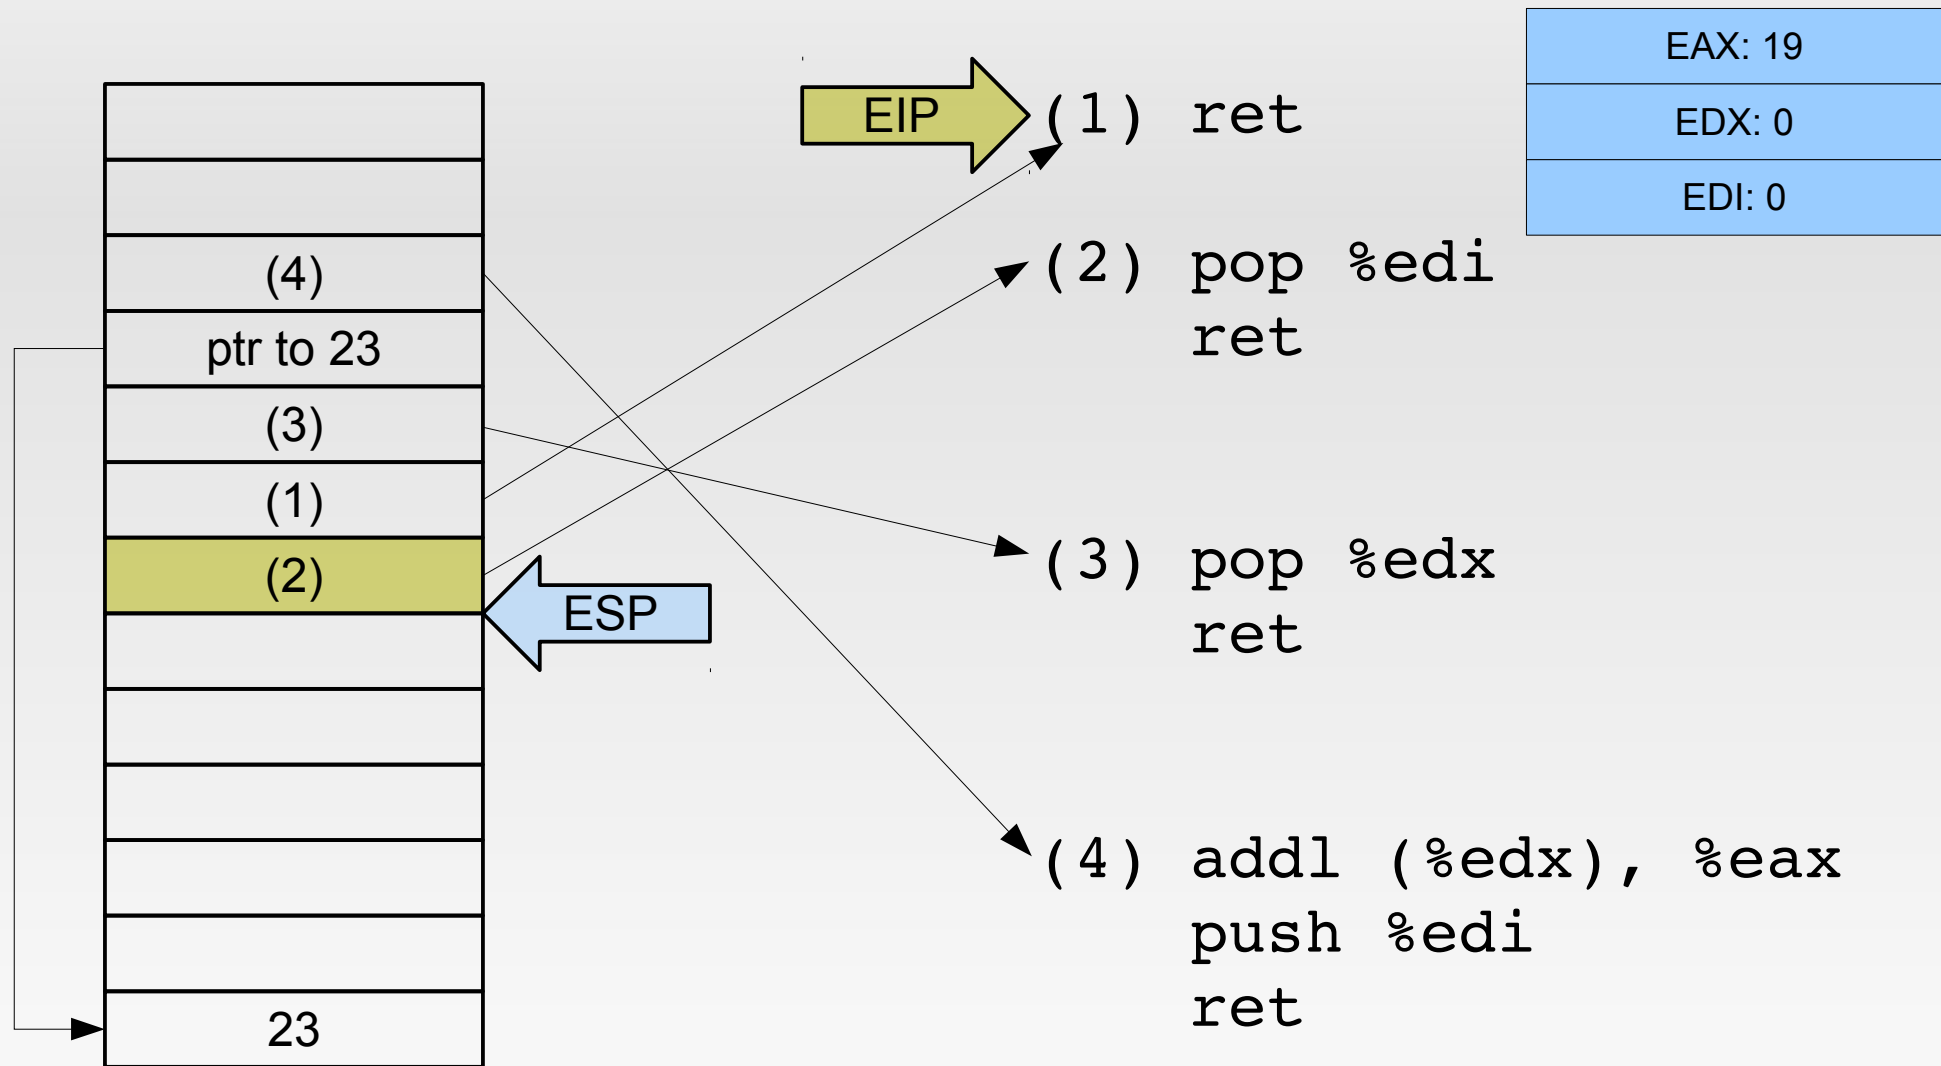 EAX: 19
EDX: 0
EDI: 0
EIP
(1) ret
(2) pop %edi
ret
(3) pop %edx
ret
(4) addl (%edx), %eax
push %edi
ret
(4)
ptr to 23
(3)
(1)
(2)
ESP
23